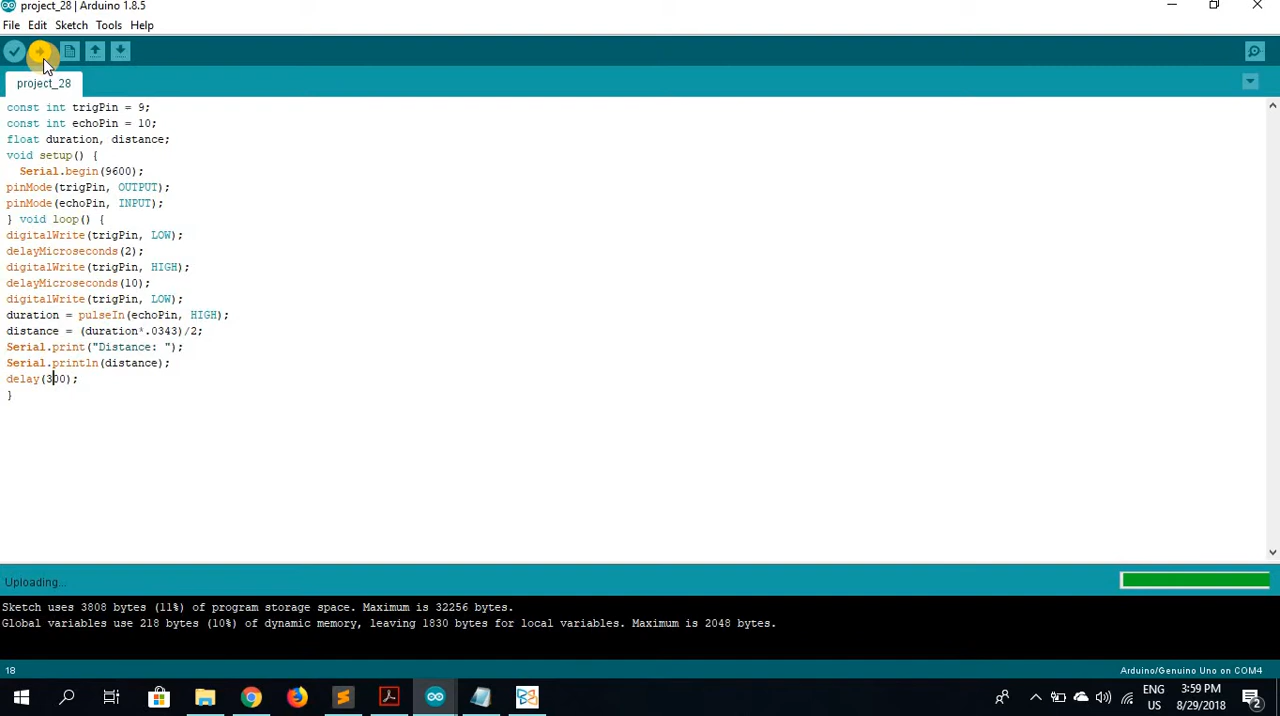 project_28 | Arduino 1.8.5
File Edit Sketch Tools Help
project_28
const int trigPin = 9;
const int echoPin = 10;
float duration, distance;
void setup() {
  Serial.begin(9600);
pinMode(trigPin, OUTPUT);
pinMode(echoPin, INPUT);
} void loop() {
digitalWrite(trigPin, LOW);
delayMicroseconds(2);
digitalWrite(trigPin, HIGH);
delayMicroseconds(10);
digitalWrite(trigPin, LOW);
duration = pulseIn(echoPin, HIGH);
distance = (duration*.0343)/2;
Serial.print("Distance: ");
Serial.println(distance);
delay(300);
}
Uploading...
Sketch uses 3808 bytes (11%) of program storage space. Maximum is 32256 bytes.
Global variables use 218 bytes (10%) of dynamic memory, leaving 1830 bytes for local variables. Maximum is 2048 bytes.
18 Arduino/Genuino Uno on COM4
ENG 3:59 PM
US 8/29/2018 2